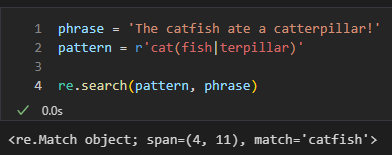 1 phrase = 'The catfish ate a catterpillar!'
2 pattern = r'cat(fish|terpillar)'
3
4 re.search(pattern, phrase)
✓ 0.0s
<re.Match object; span=(4, 11), match='catfish'>